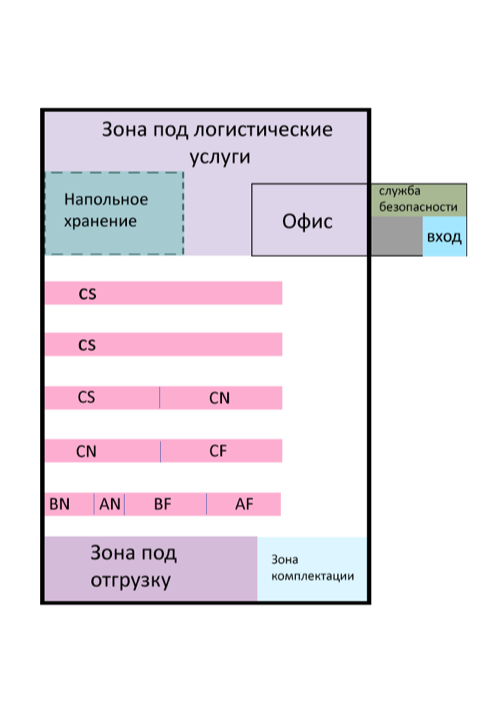 Зона под логистические
услуги
Напольное
хранение
Офис
служба
безопасности
вход
CS
CS
CS CN
CN CF
BN AN BF AF
Зона под
отгрузку
Зона
комплектации